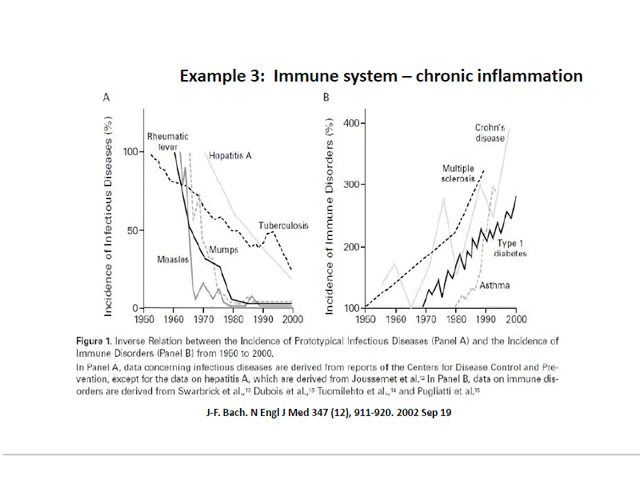 Example 3: Immune system – chronic inflammation
A
Incidence of Infectious Diseases (%)
100
50
0
1950 1960 1970 1980 1990 2000
Rheumatic
fever
Hepatitis A
Tuberculosis
Mumps
Measles
B
Incidence of Immune Disorders (%)
400
300
200
100
1950 1960 1970 1980 1990 2000
Crohn's
disease
Multiple
sclerosis
Type 1
diabetes
Asthma
Figure 1. Inverse Relation between the Incidence of Prototypical Infectious Diseases (Panel A) and the Incidence of
Immune Disorders (Panel B) from 1950 to 2000.
In Panel A, data concerning infectious diseases are derived from reports of the Centers for Disease Control and Pre-
vention, except for the data on hepatitis A, which are derived from Joussemet et al.¹² In Panel B, data on immune dis-
orders are derived from Swarbrick et al.,¹⁰ Dubois et al.,¹³ Tuomilehto et al.,¹⁴ and Pugliatti et al.¹⁵
J-F. Bach. N Engl J Med 347 (12), 911-920. 2002 Sep 19